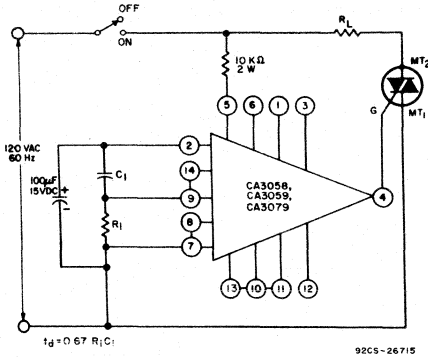 OFF
ON
R_L
10 KΩ
2 W
MT2
MT1
G
5 6 1 3
120 VAC
60 Hz
100µF
15VDC
+
-
C1
R1
2
14
9
8
7
CA3058,
CA3059,
CA3079
4
13 10 11 12
td = 0.67 R1C1
92CS-26715